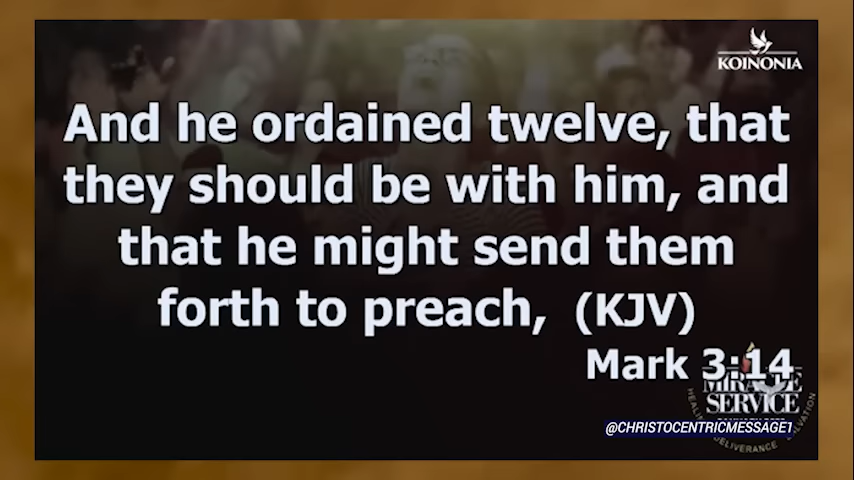 KOINONIA
And he ordained twelve, that
they should be with him, and
that he might send them
forth to preach, (KJV)
Mark 3:14
MIRACLE
SERVICE
@CHRISTOCENTRICMESSAGE1
DELIVERANCE